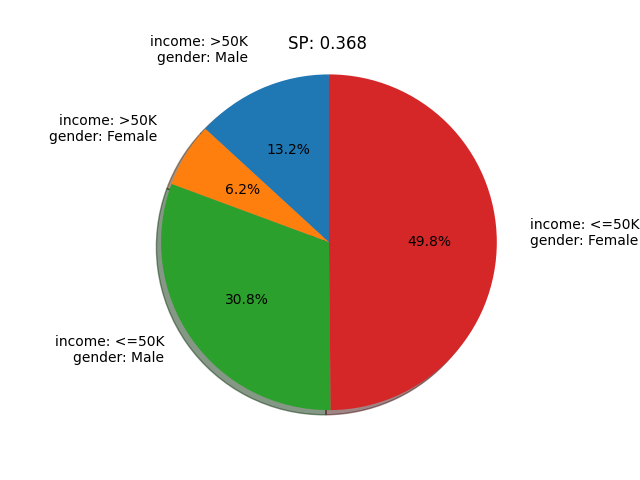 SP: 0.368
income: >50K
gender: Male
13.2%
income: >50K
gender: Female
6.2%
income: <=50K
gender: Male
30.8%
income: <=50K
gender: Female
49.8%